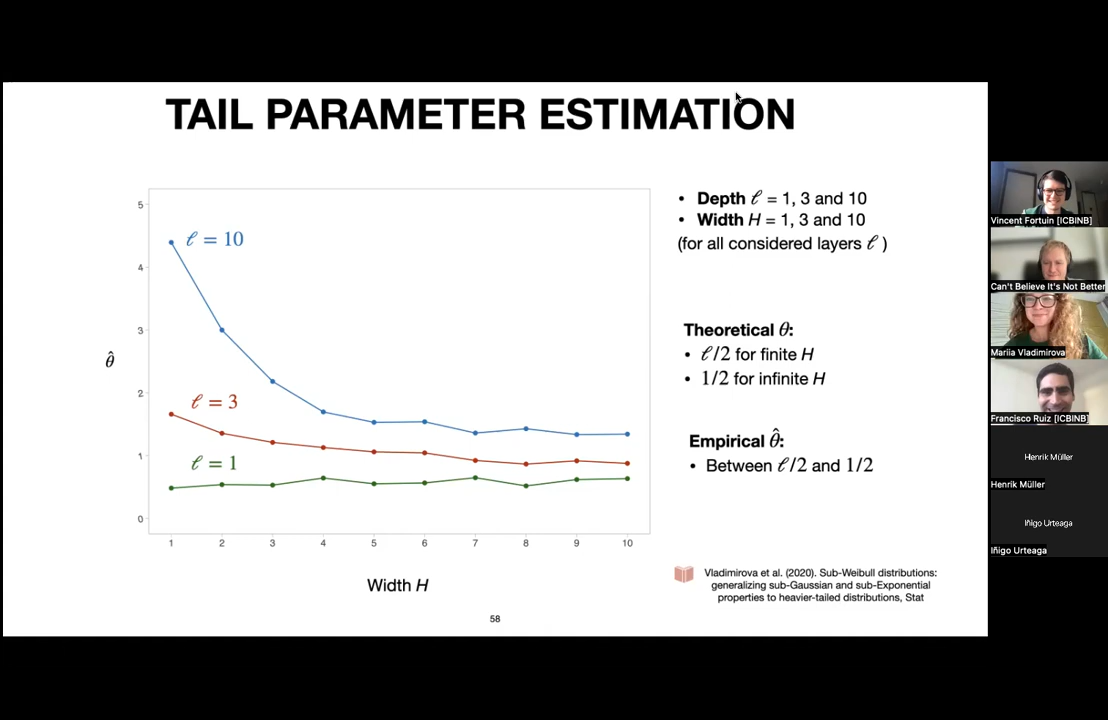 TAIL PARAMETER ESTIMATION
5
4
3
2
1
0
θ̂
ℓ = 10
ℓ = 3
ℓ = 1
1 2 3 4 5 6 7 8 9 10
Width H
• Depth ℓ = 1, 3 and 10
• Width H = 1, 3 and 10
(for all considered layers ℓ )
Theoretical θ:
• ℓ/2 for finite H
• 1/2 for infinite H
Empirical θ̂:
• Between ℓ/2 and 1/2
Vladimirova et al. (2020). Sub-Weibull distributions:
generalizing sub-Gaussian and sub-Exponential
properties to heavier-tailed distributions, Stat
58
Vincent Fortuin [ICBINB]
Can't Believe It's Not Better
Mariia Vladimirova
Francisco Ruiz [ICBINB]
Henrik Müller
Henrik Müller
Iñigo Urteaga
Iñigo Urteaga